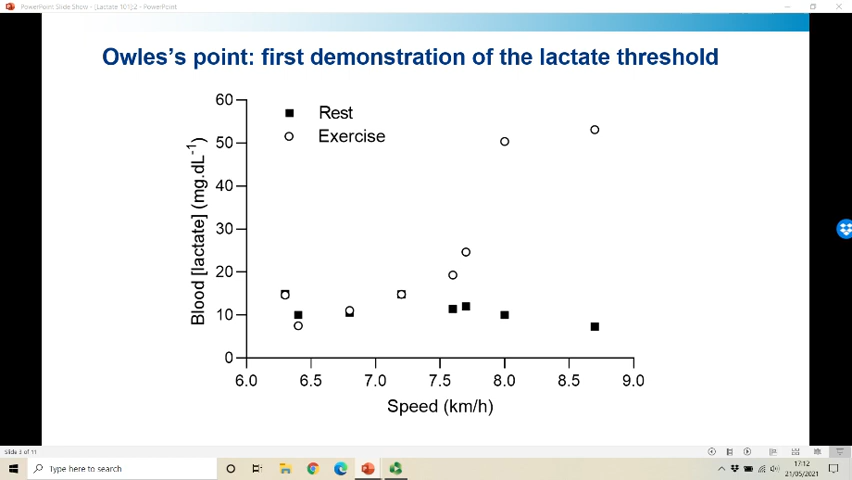 PowerPoint Slide Show - [Lactate 101]:2 - PowerPoint
Owles's point: first demonstration of the lactate threshold
60
50
40
30
20
10
0
Blood [lactate] (mg.dL-1)
Rest
Exercise
6.0 6.5 7.0 7.5 8.0 8.5 9.0
Speed (km/h)
Slide 3 of 11
Type here to search
17:12
21/05/2021